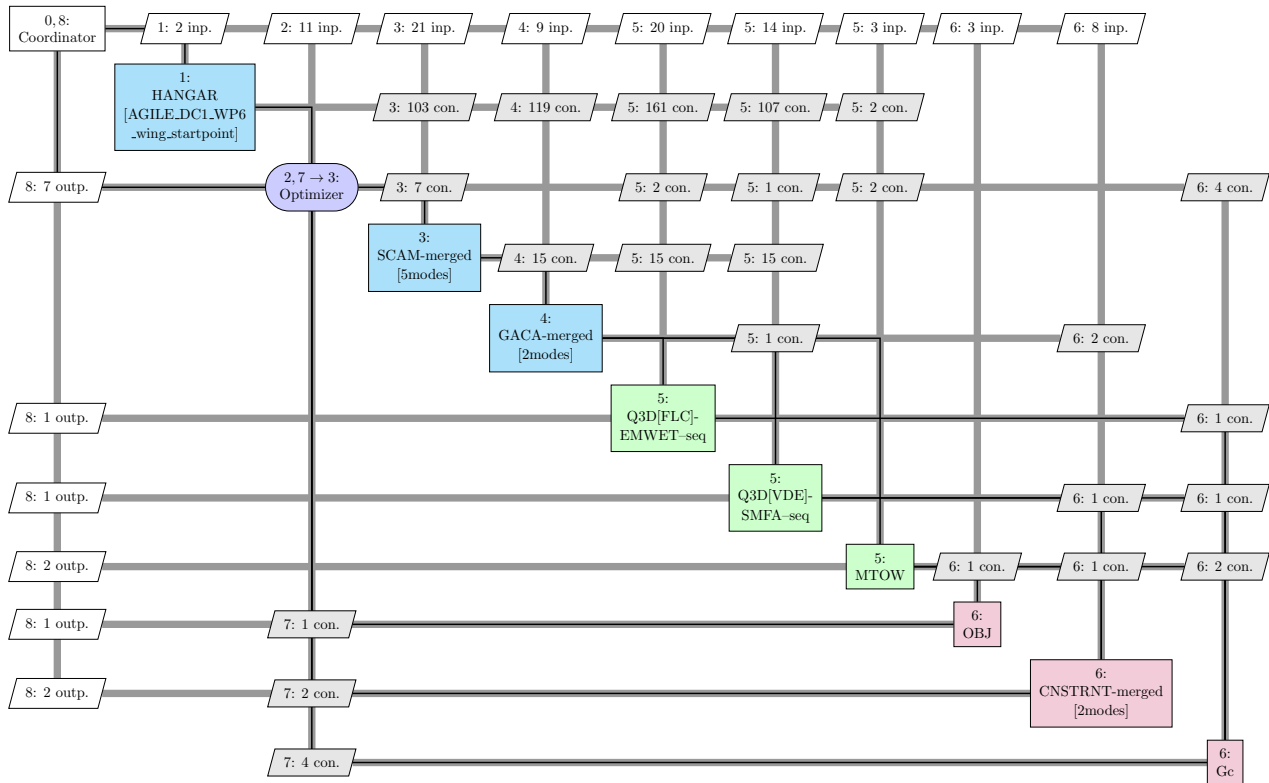 0, 8:
Coordinator
1: 2 inp.
2: 11 inp.
3: 21 inp.
4: 9 inp.
5: 20 inp.
5: 14 inp.
5: 3 inp.
6: 3 inp.
6: 8 inp.
1:
HANGAR
[AGILE_DC1_WP6
_wing_startpoint]
3: 103 con.
4: 119 con.
5: 161 con.
5: 107 con.
5: 2 con.
8: 7 outp.
2, 7 → 3:
Optimizer
3: 7 con.
5: 2 con.
5: 1 con.
5: 2 con.
6: 4 con.
3:
SCAM-merged
[5modes]
4: 15 con.
5: 15 con.
5: 15 con.
4:
GACA-merged
[2modes]
5: 1 con.
6: 2 con.
8: 1 outp.
5:
Q3D[FLC]-
EMWET–seq
6: 1 con.
8: 1 outp.
5:
Q3D[VDE]-
SMFA–seq
6: 1 con.
6: 1 con.
8: 2 outp.
5:
MTOW
6: 1 con.
6: 1 con.
6: 2 con.
8: 1 outp.
7: 1 con.
6:
OBJ
8: 2 outp.
7: 2 con.
6:
CNSTRNT-merged
[2modes]
7: 4 con.
6:
Gc